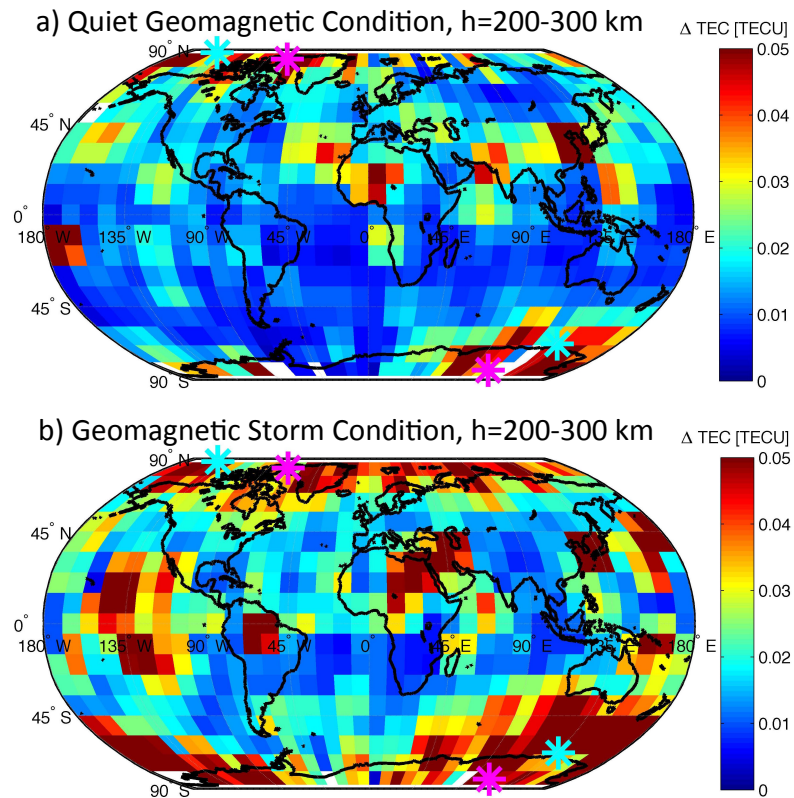 a) Quiet Geomagnetic Condition, h=200-300 km
Δ TEC [TECU]
90° N
45° N
0°
180° W 135° W 90° W 45° W 0° 45° E 90° E 135° E 180° E
45° S
90° S
0.05
0.04
0.03
0.02
0.01
0
b) Geomagnetic Storm Condition, h=200-300 km
Δ TEC [TECU]
90° N
45° N
0°
180° W 135° W 90° W 45° W 0° 45° E 90° E 135° E 180° E
45° S
90° S
0.05
0.04
0.03
0.02
0.01
0